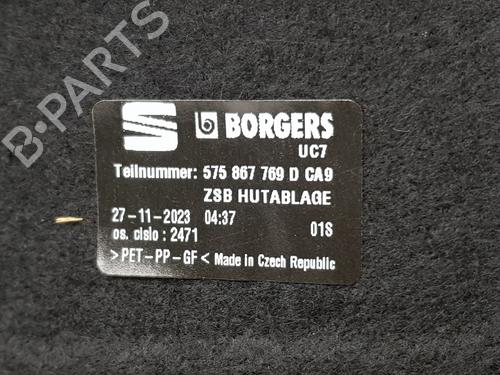 B-PARTS
BORGERS
UC7
Teilnummer: 575 867 769 D CA9
ZSB HUTABLAGE
27-11-2023 04:37
01S
os. cislo : 2471
>PET-PP-GF< Made in Czech Republic